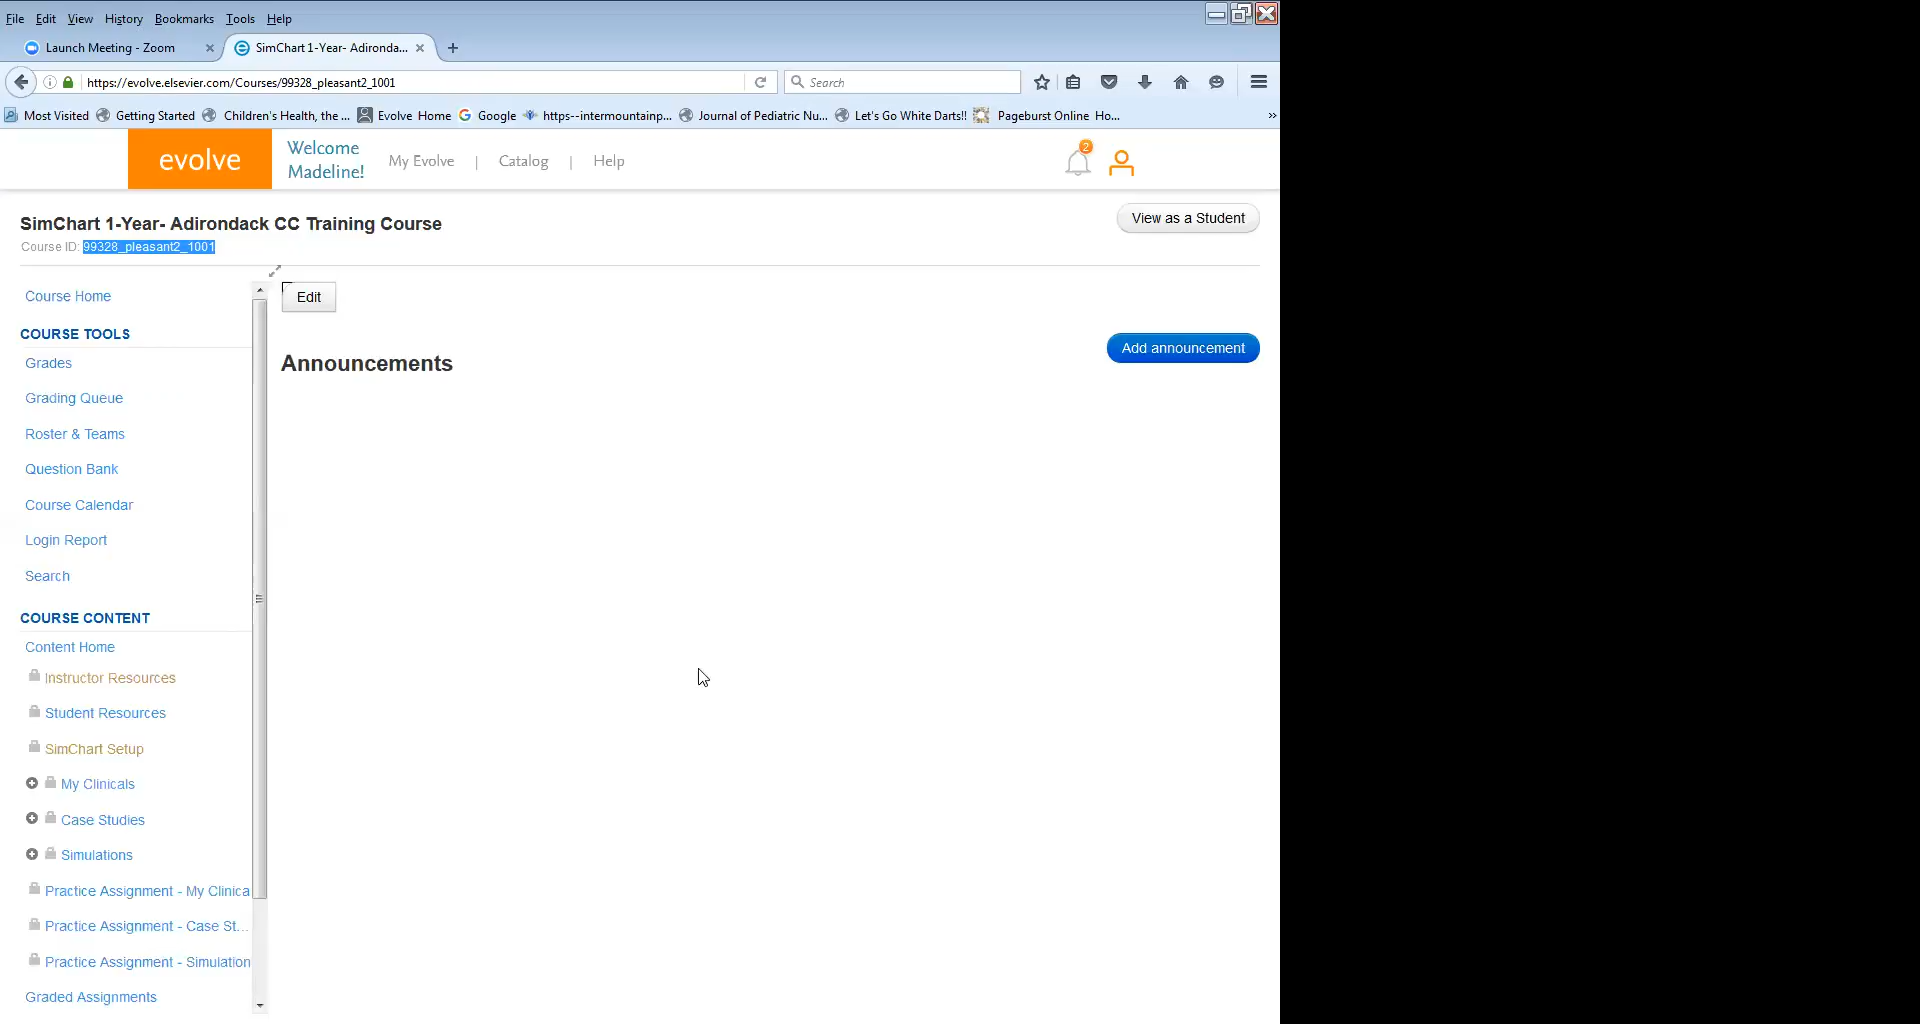 File Edit View History Bookmarks Tools Help
Launch Meeting - Zoom SimChart 1-Year- Adironda...
https://evolve.elsevier.com/Courses/99328_pleasant2_1001 Search
Most Visited Getting Started Children's Health, the ... Evolve Home Google https--intermountainp... Journal of Pediatric Nu... Let's Go White Darts!! Pageburst Online Ho... »
evolve Welcome Madeline! My Evolve | Catalog | Help 2
SimChart 1-Year- Adirondack CC Training Course View as a Student
Course ID: 99328_pleasant2_1001
Course Home Edit
COURSE TOOLS
Add announcement
Grades Announcements
Grading Queue
Roster & Teams
Question Bank
Course Calendar
Login Report
Search
COURSE CONTENT
Content Home
Instructor Resources
Student Resources
SimChart Setup
My Clinicals
Case Studies
Simulations
Practice Assignment - My Clinica
Practice Assignment - Case St...
Practice Assignment - Simulation
Graded Assignments